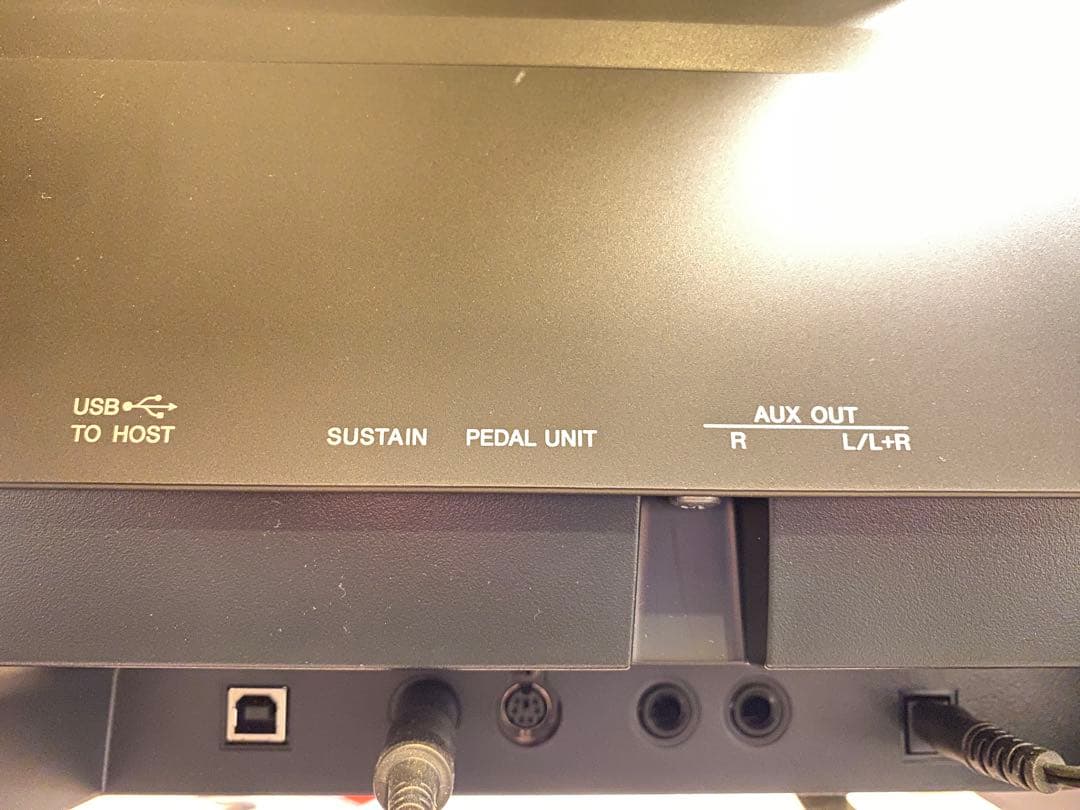 USB
TO HOST
SUSTAIN
PEDAL UNIT
AUX OUT
R
L/L+R